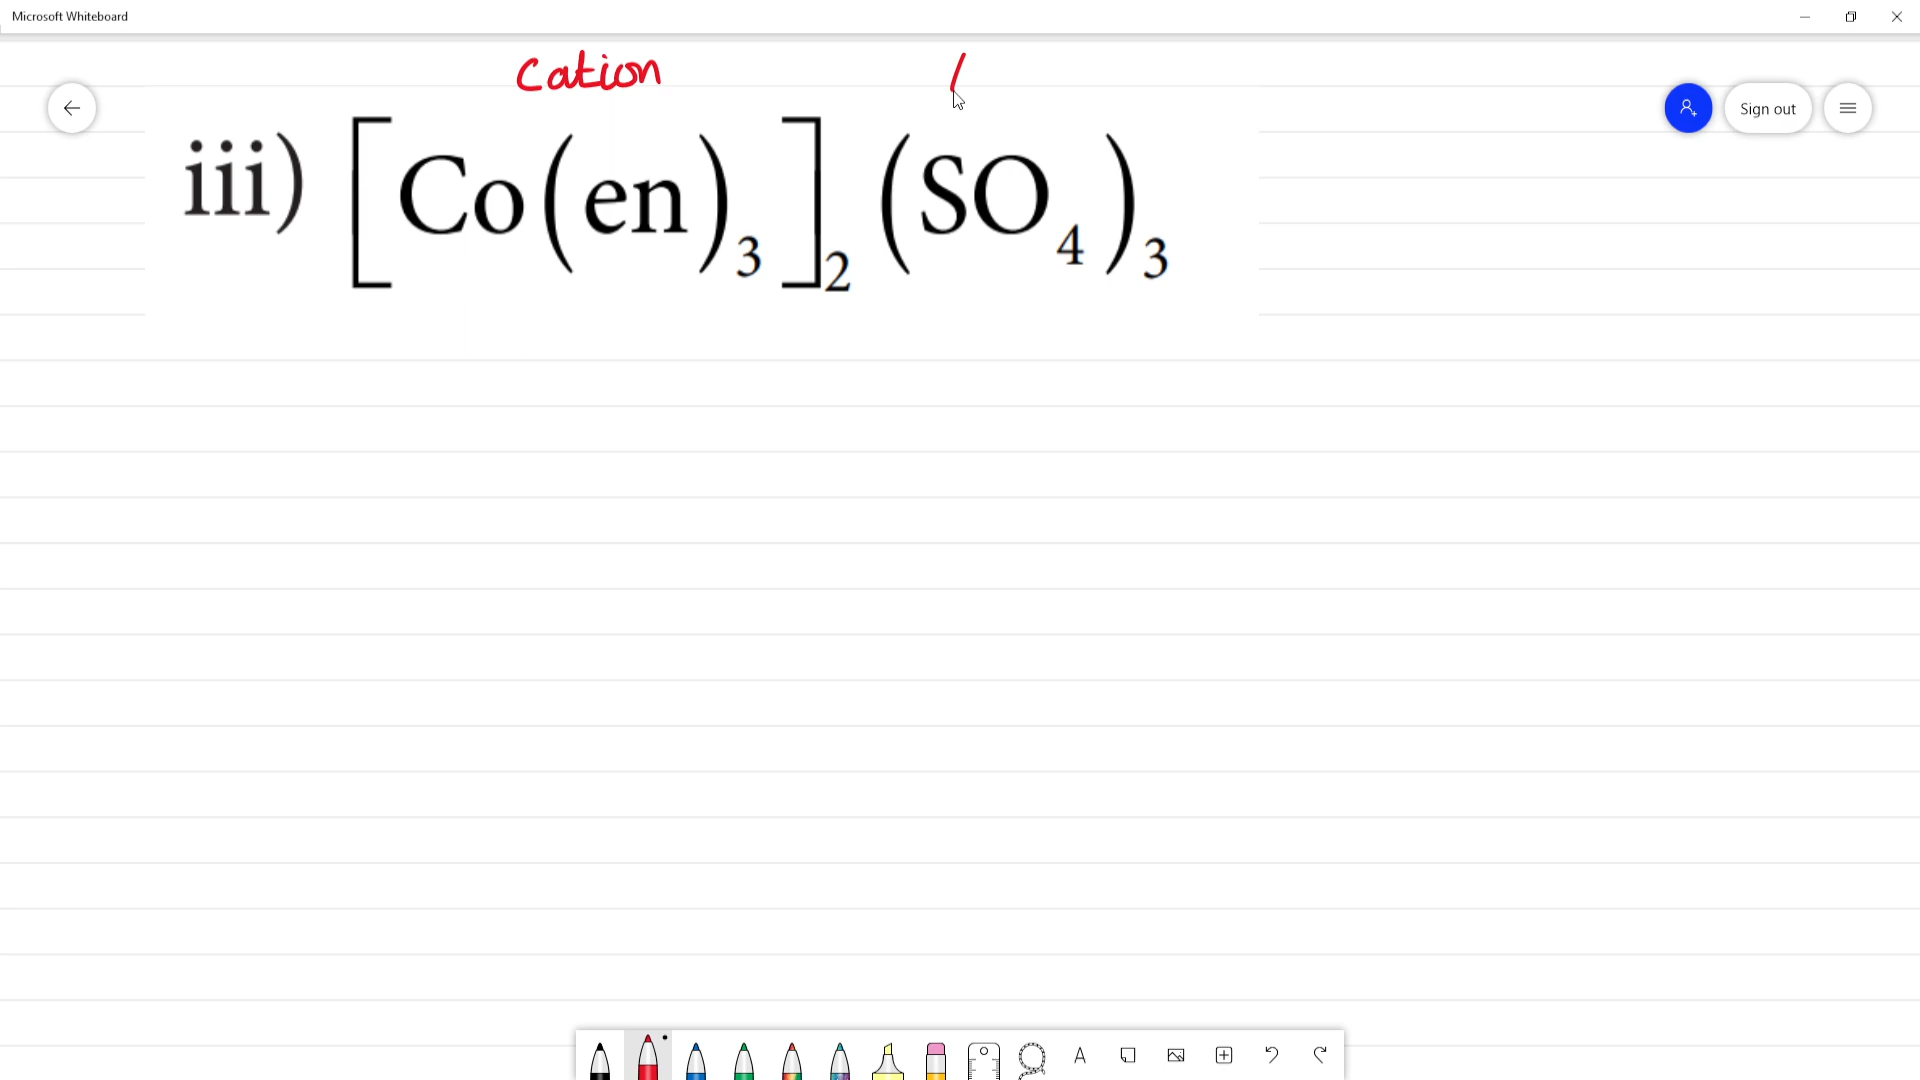 Microsoft Whiteboard
Cation
Sign out
iii) [Co(en)₃]₂(SO₄)₃
A